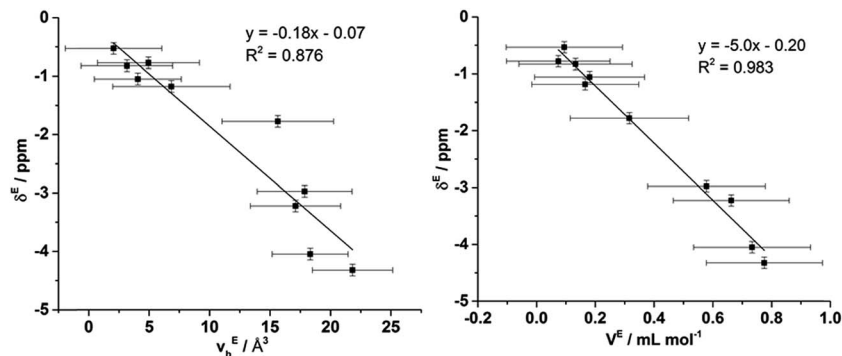 y = -0.18x - 0.07
R² = 0.876
0
-1
-2
-3
-4
-5
δᴱ / ppm
0 5 10 15 20 25
vₕᴱ / Å³
y = -5.0x - 0.20
R² = 0.983
0
-1
-2
-3
-4
-5
δᴱ / ppm
-0.2 0.0 0.2 0.4 0.6 0.8 1.0
Vᴱ / mL mol⁻¹